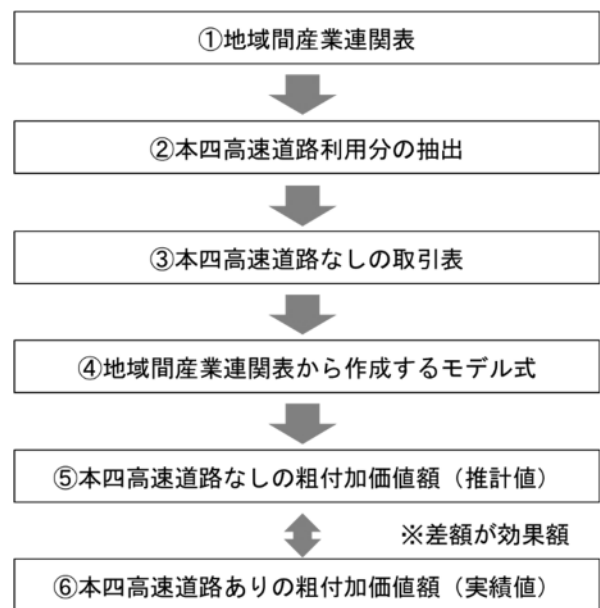 ①地域間産業連関表
②本四高速道路利用分の抽出
③本四高速道路なしの取引表
④地域間産業連関表から作成するモデル式
⑤本四高速道路なしの粗付加価値額（推計値）
※差額が効果額
⑥本四高速道路ありの粗付加価値額（実績値）